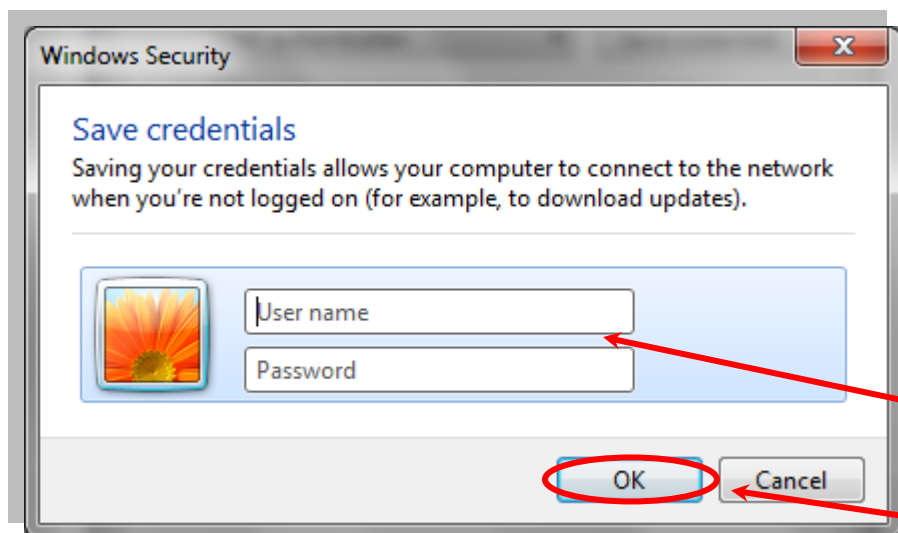 Windows Security
Save credentials
Saving your credentials allows your computer to connect to the network
when you're not logged on (for example, to download updates).
User name
Password
OK
Cancel